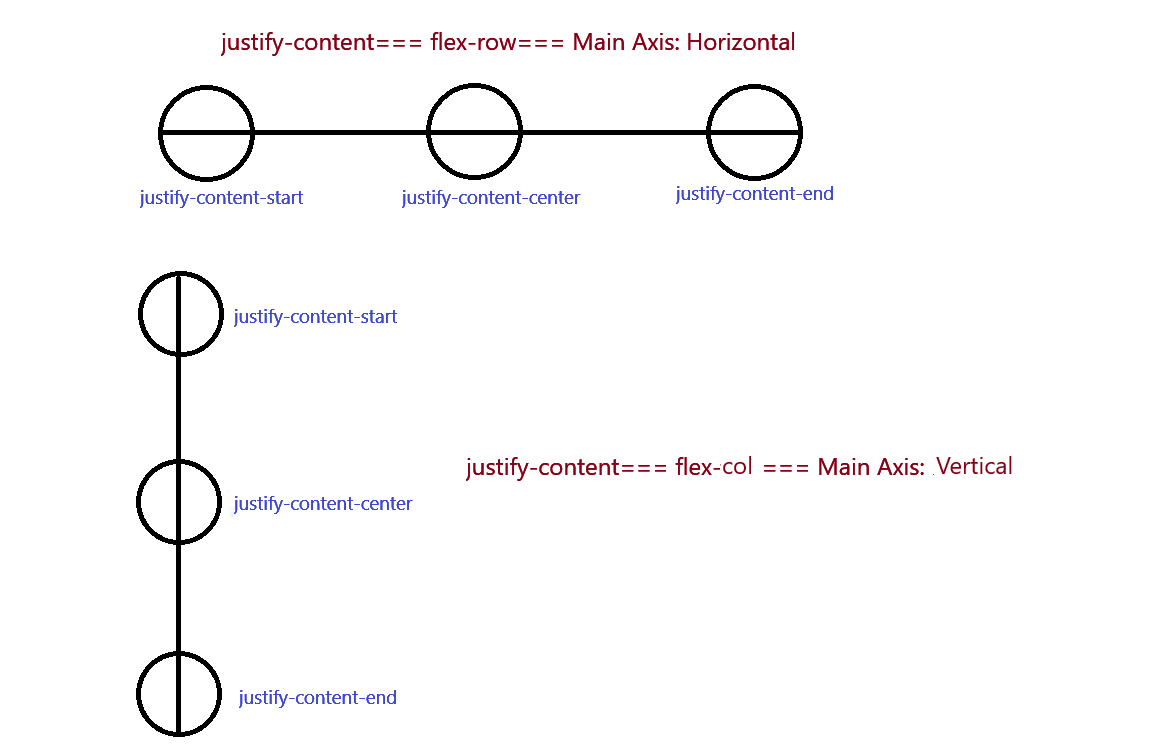 justify-content=== flex-row=== Main Axis: Horizontal
justify-content-start
justify-content-center
justify-content-end
justify-content-start
justify-content=== flex-col === Main Axis: Vertical
justify-content-center
justify-content-end